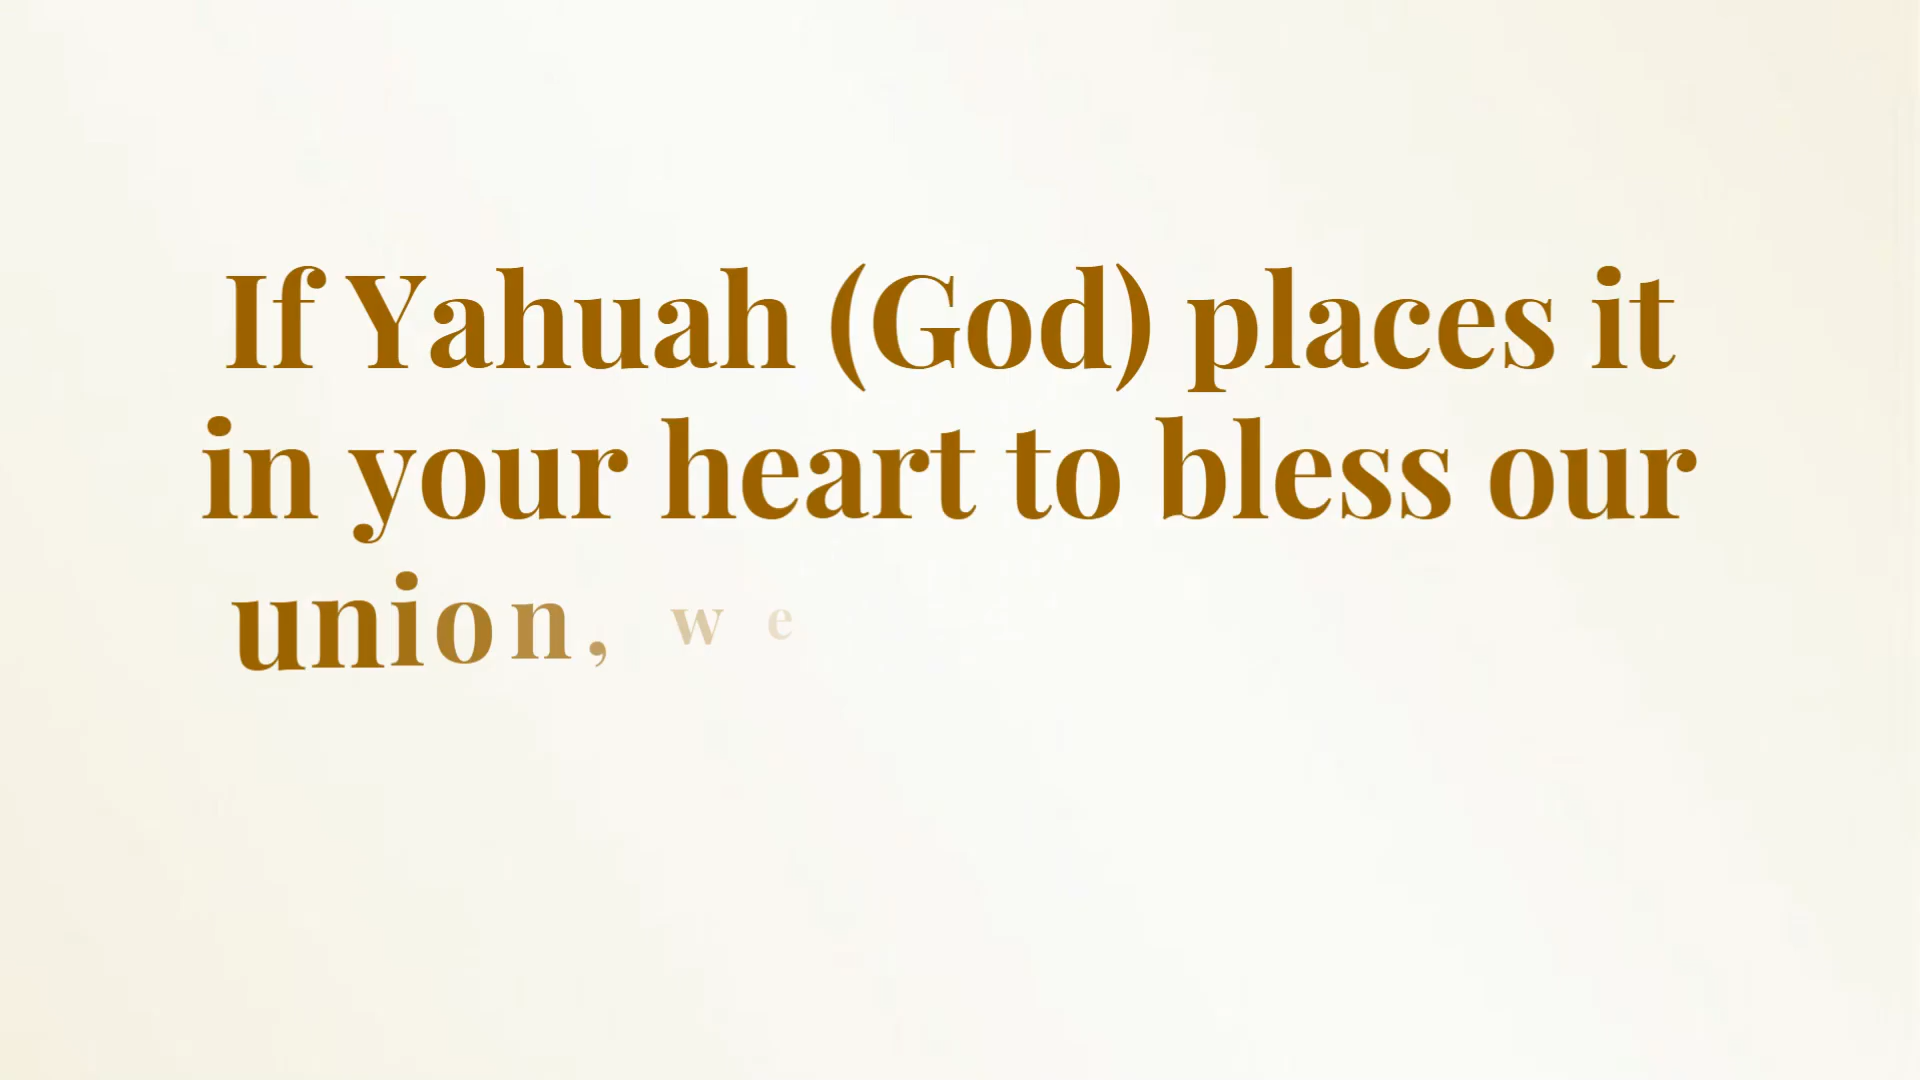 If Yahuah (God) places it
in your heart to bless our
union, we